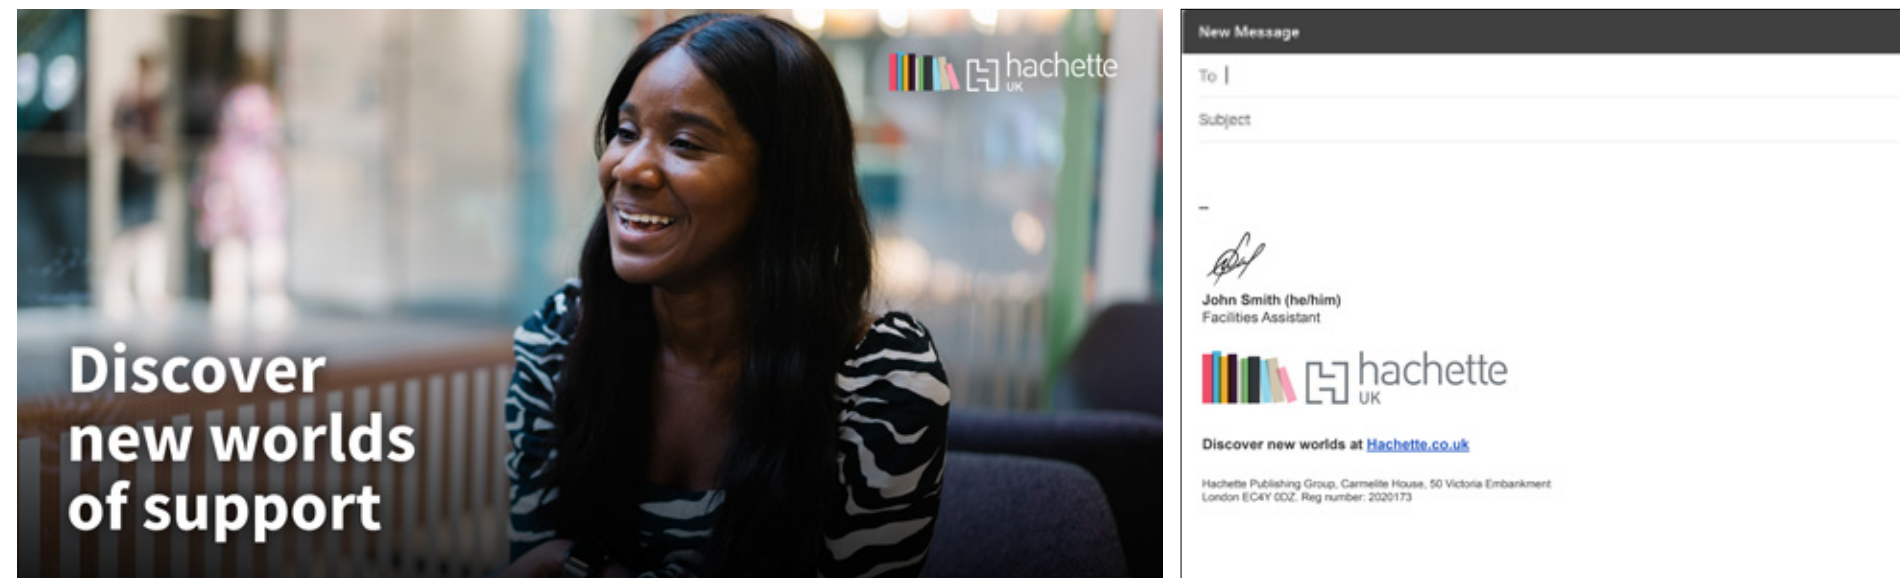 hachette
UK
Discover
new worlds
of support
New Message
To
Subject
–
John Smith (he/him)
Facilities Assistant
hachette
UK
Discover new worlds at Hachette.co.uk
Hachette Publishing Group, Carmelite House, 50 Victoria Embankment
London EC4Y 0DZ. Reg number: 2020173